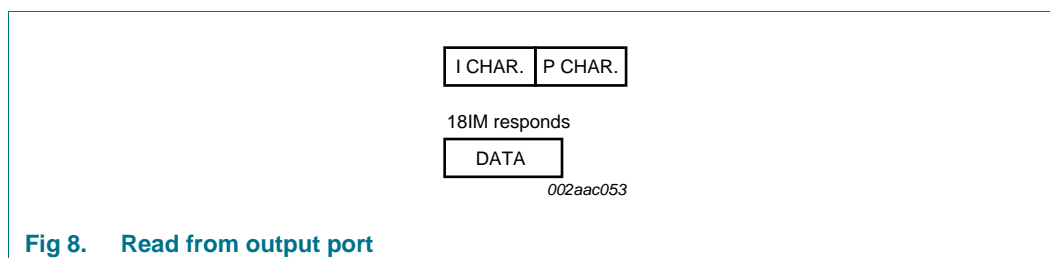 I CHAR. P CHAR.
18IM responds
DATA
002aac053
Fig 8. Read from output port